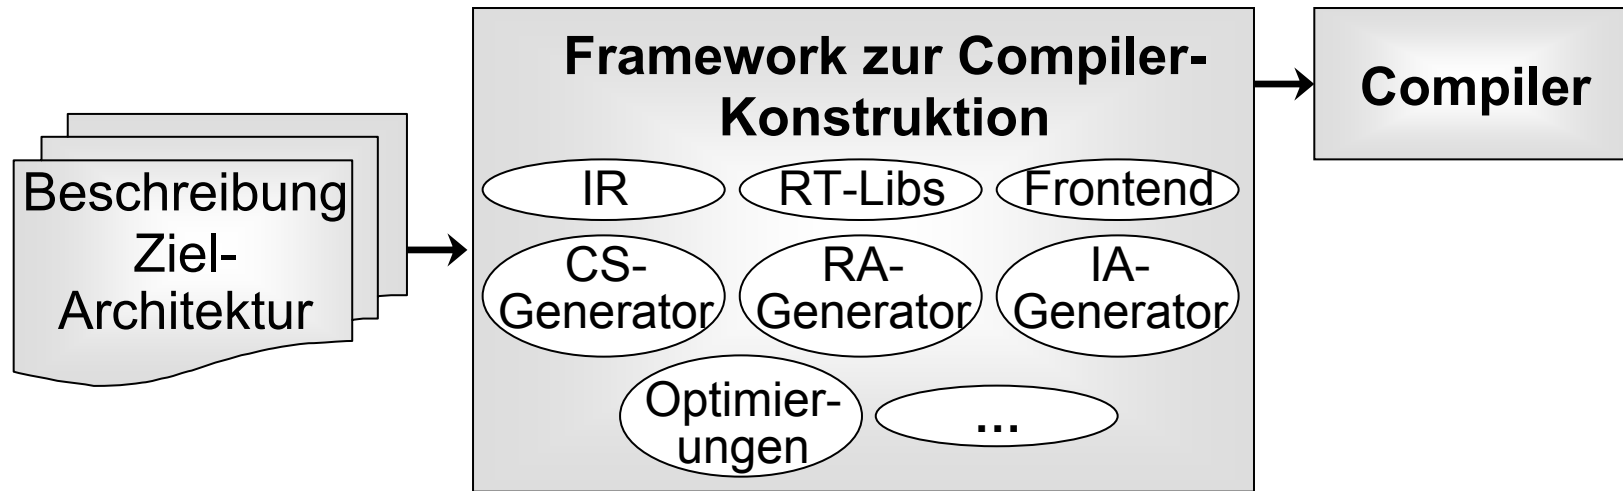 Beschreibung
Ziel-
Architektur
Framework zur Compiler-
Konstruktion
IR
RT-Libs
Frontend
CS-
Generator
RA-
Generator
IA-
Generator
Optimier-
ungen
...
Compiler